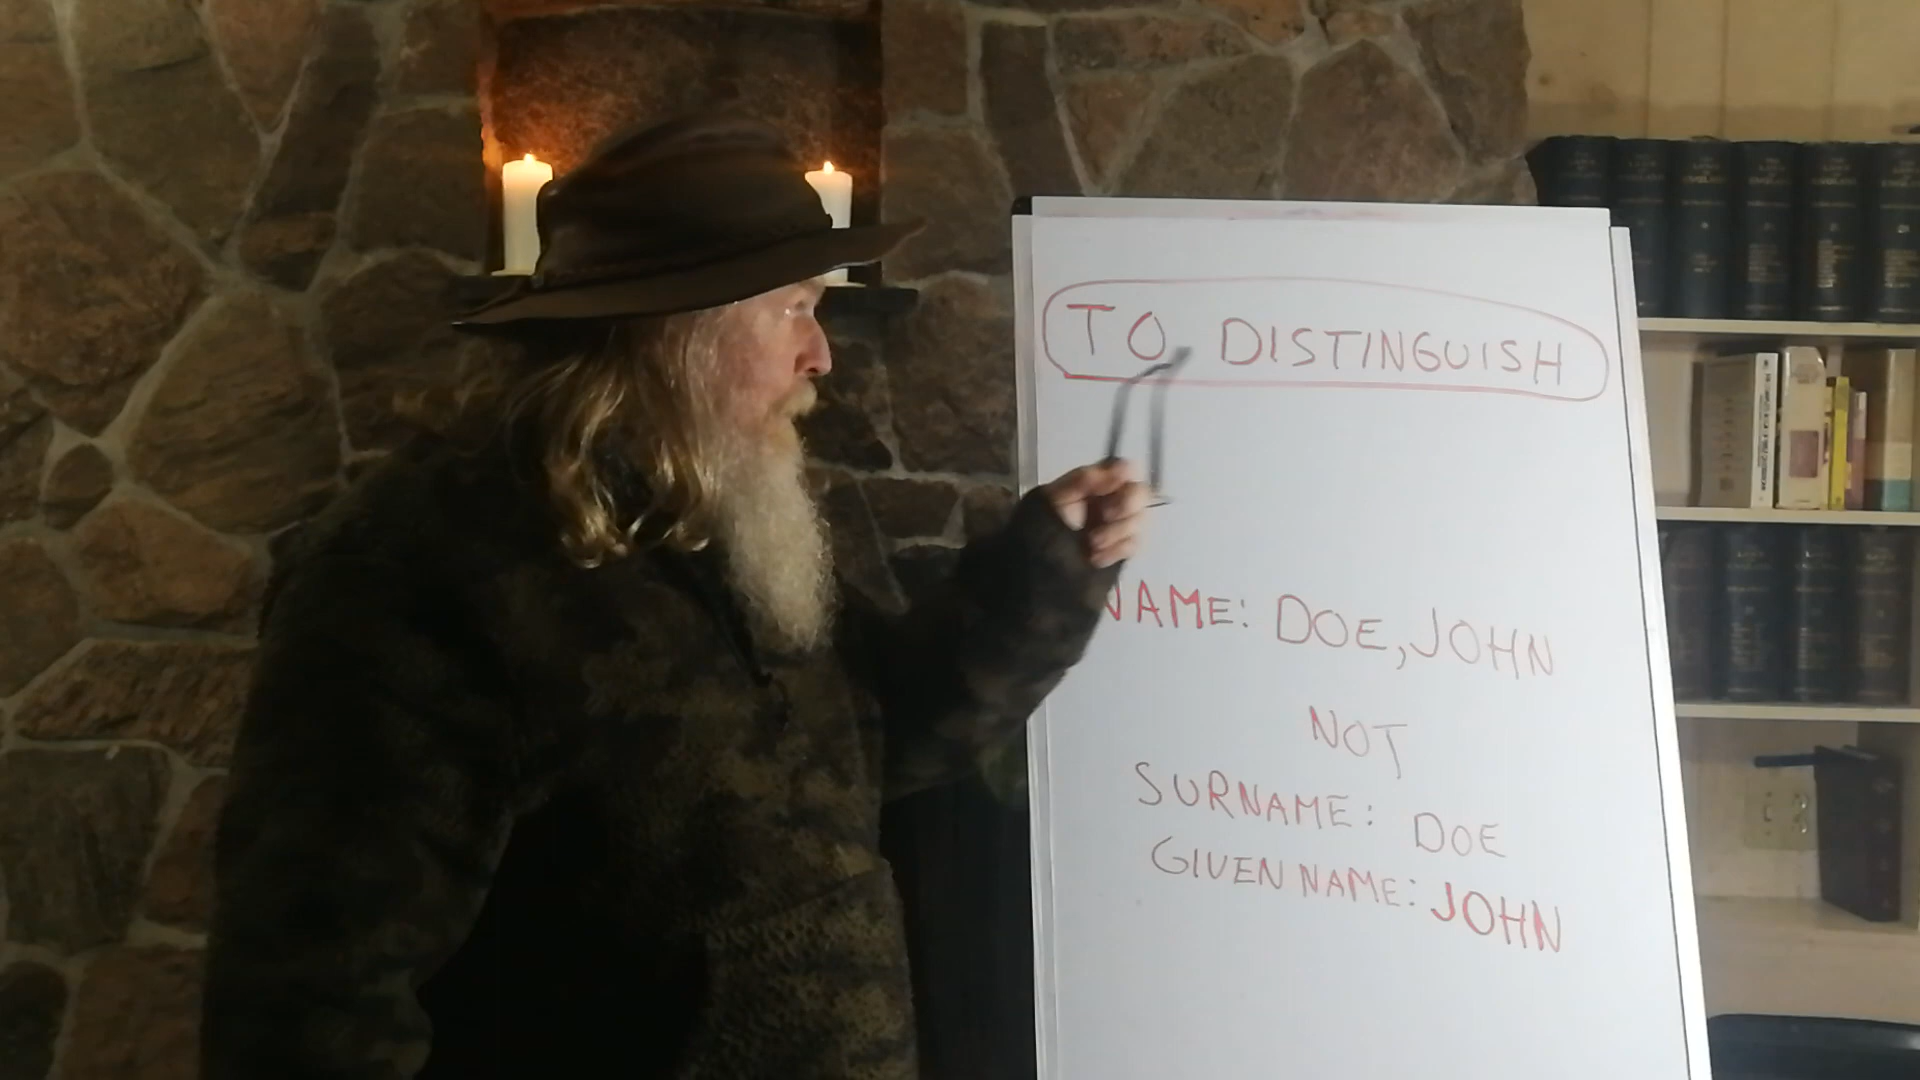 TO DISTINGUISH
NAME: DOE, JOHN
NOT
SURNAME: DOE
GIVEN NAME: JOHN